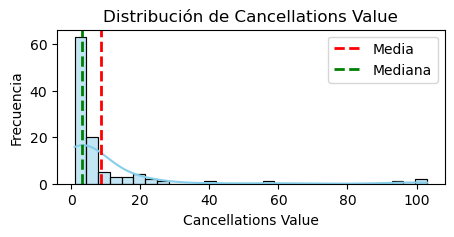 Distribución de Cancellations Value
Media
Mediana
Frecuencia
60
40
20
0
0 20 40 60 80 100
Cancellations Value